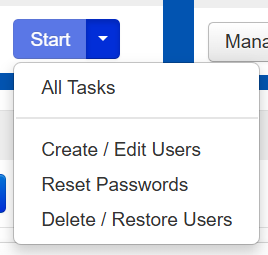 Start
Mana
All Tasks
Create / Edit Users
Reset Passwords
Delete / Restore Users